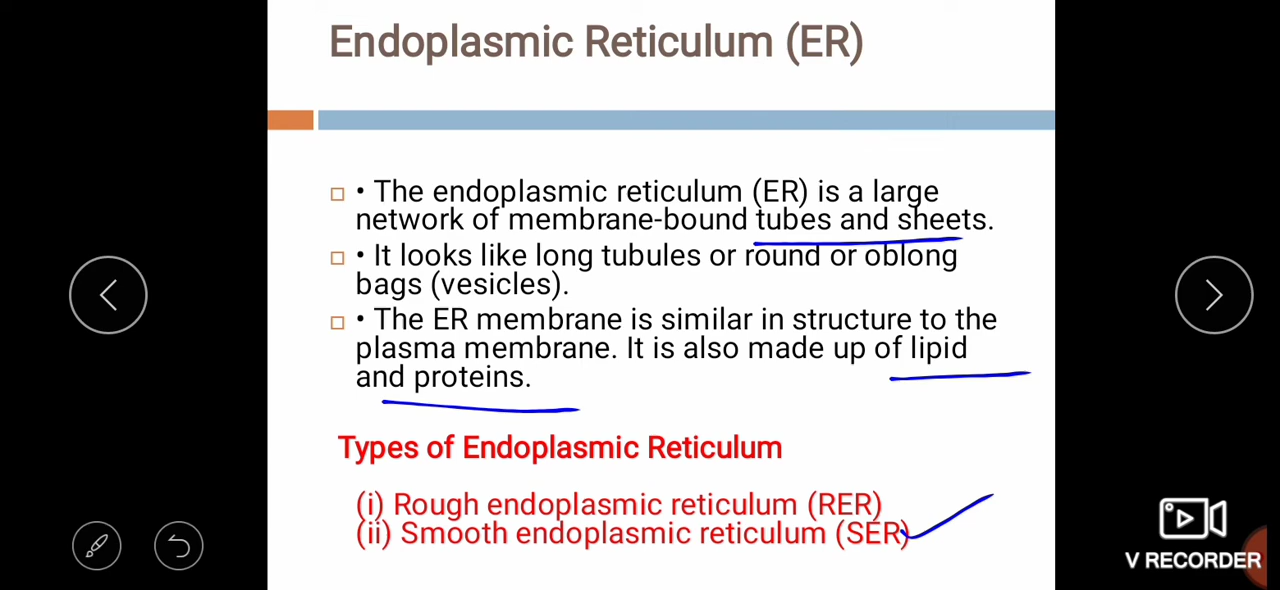 Endoplasmic Reticulum (ER)
• The endoplasmic reticulum (ER) is a large
network of membrane-bound tubes and sheets.
• It looks like long tubules or round or oblong
bags (vesicles).
• The ER membrane is similar in structure to the
plasma membrane. It is also made up of lipid
and proteins.
Types of Endoplasmic Reticulum
(i) Rough endoplasmic reticulum (RER)
(ii) Smooth endoplasmic reticulum (SER)
V RECORDER